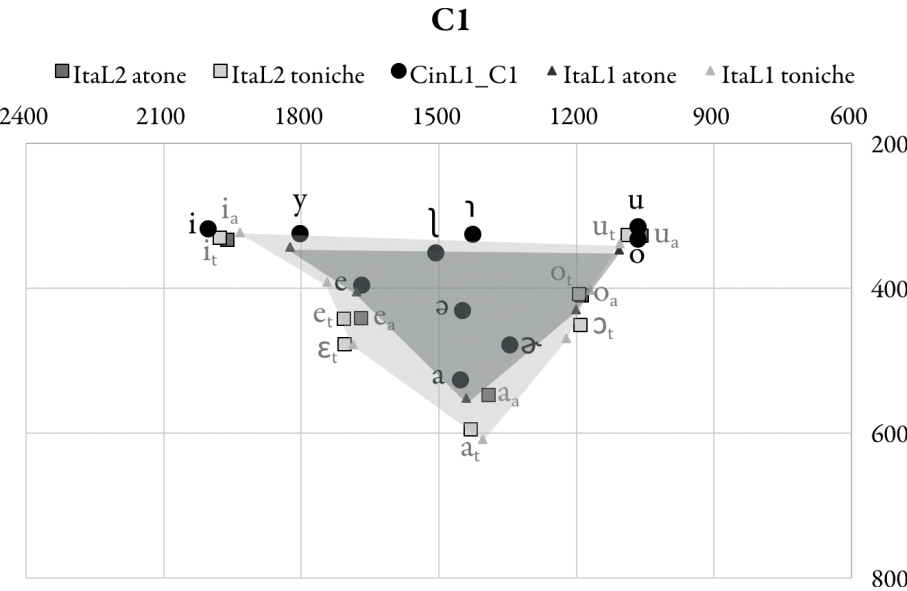 C1
ItaL2 atone ItaL2 toniche CinL1_C1 ItaL1 atone ItaL1 toniche
2400 2100 1800 1500 1200 900 600
200
y ʅ ɿ u
i iₐ uₜ uₐ
iₜ o
400
e oₜ oₐ
eₜ eₐ ə ɔₜ
ɛₜ ɚ
a aₐ
600
aₜ
800